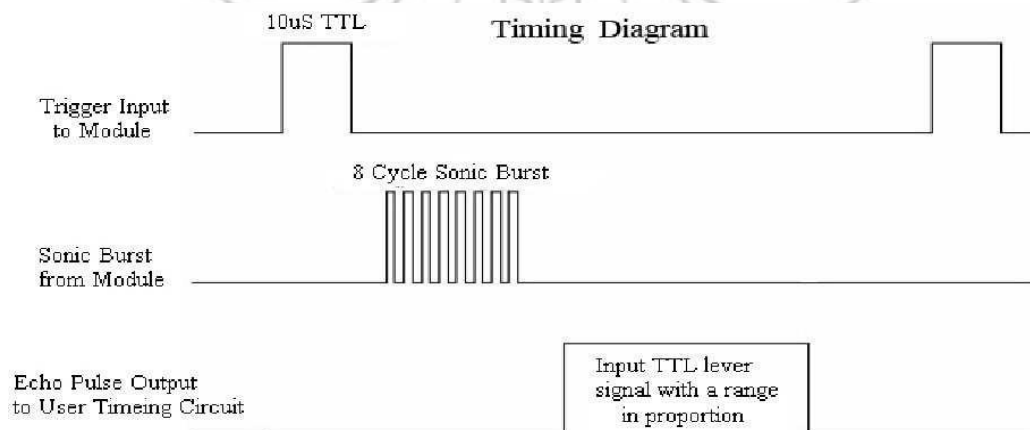 10uS TTL
Timing Diagram
Trigger Input
to Module
8 Cycle Sonic Burst
Sonic Burst
from Module
Echo Pulse Output
to User Timeing Circuit
Input TTL lever
signal with a range
in proportion